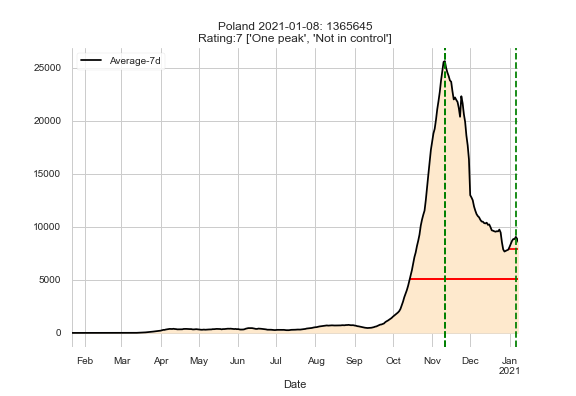 Poland 2021-01-08: 1365645
Rating:7 ['One peak', 'Not in control']
Average-7d
25000
20000
15000
10000
5000
0
Feb Mar Apr May Jun Jul Aug Sep Oct Nov Dec Jan
2021
Date